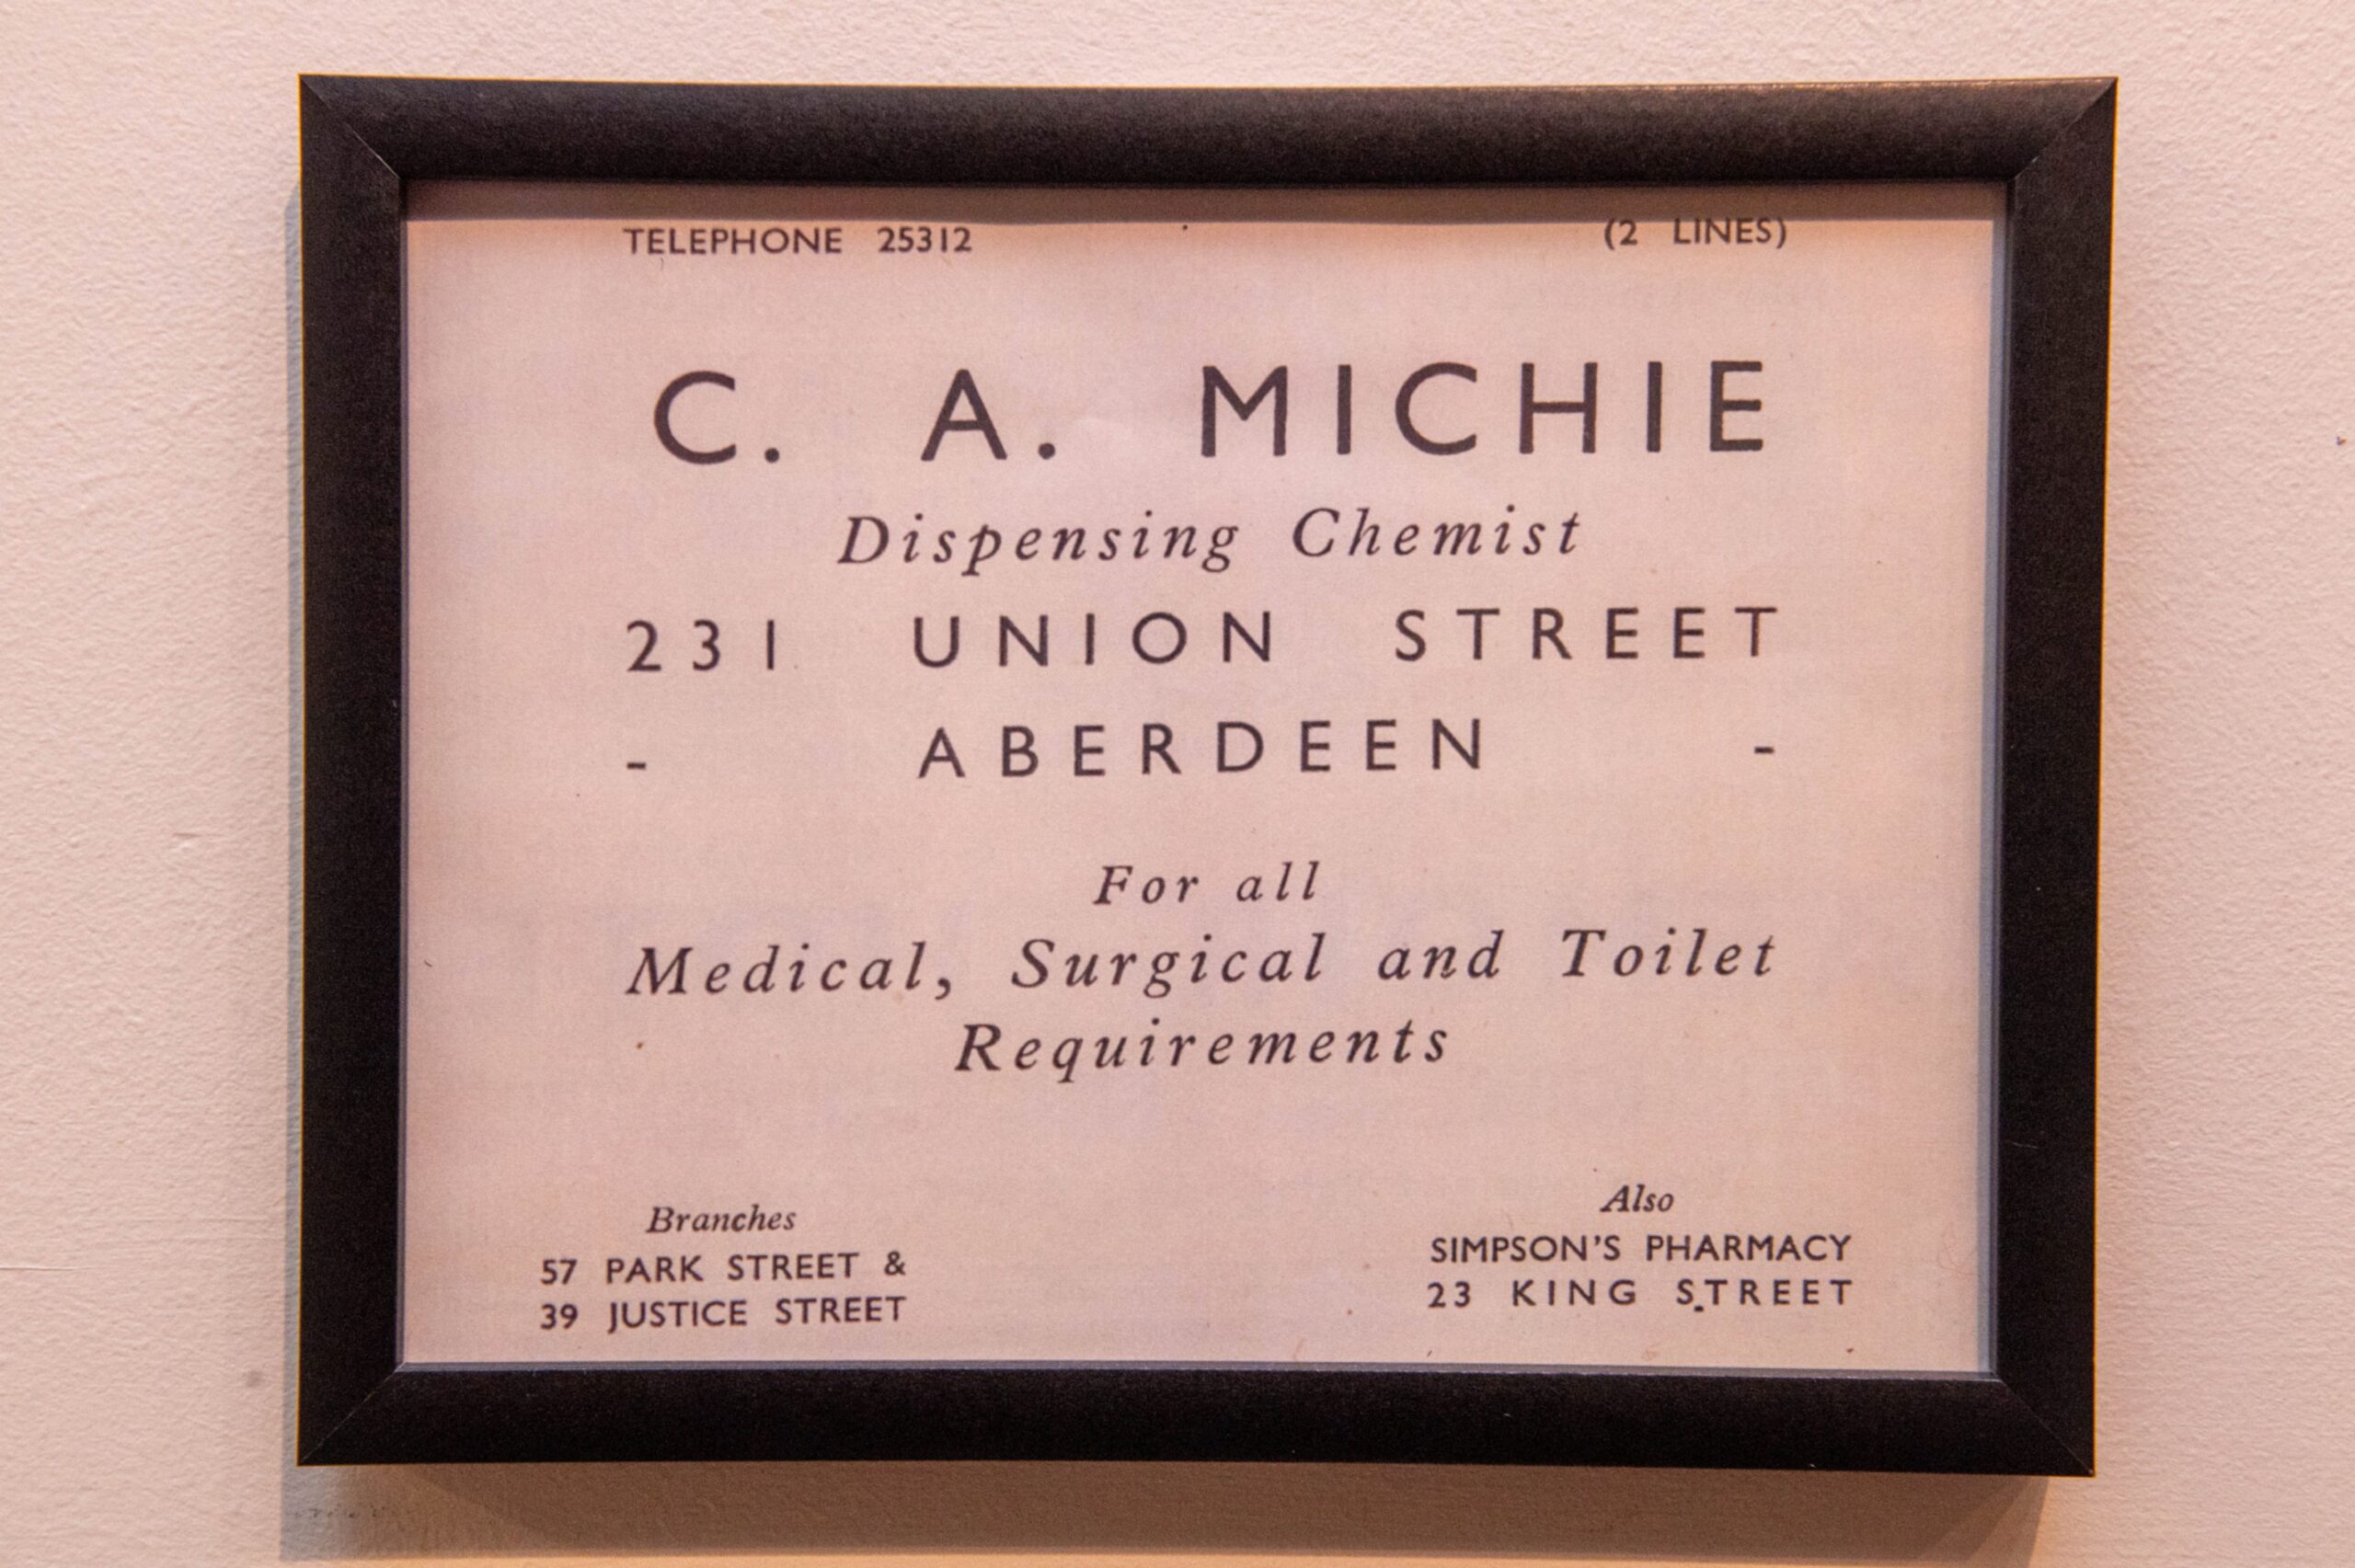 TELEPHONE 25312 (2 LINES)
C. A. MICHIE
Dispensing Chemist
231 UNION STREET
- ABERDEEN -
For all
Medical, Surgical and Toilet
Requirements
Branches
57 PARK STREET &
39 JUSTICE STREET
Also
SIMPSON'S PHARMACY
23 KING STREET